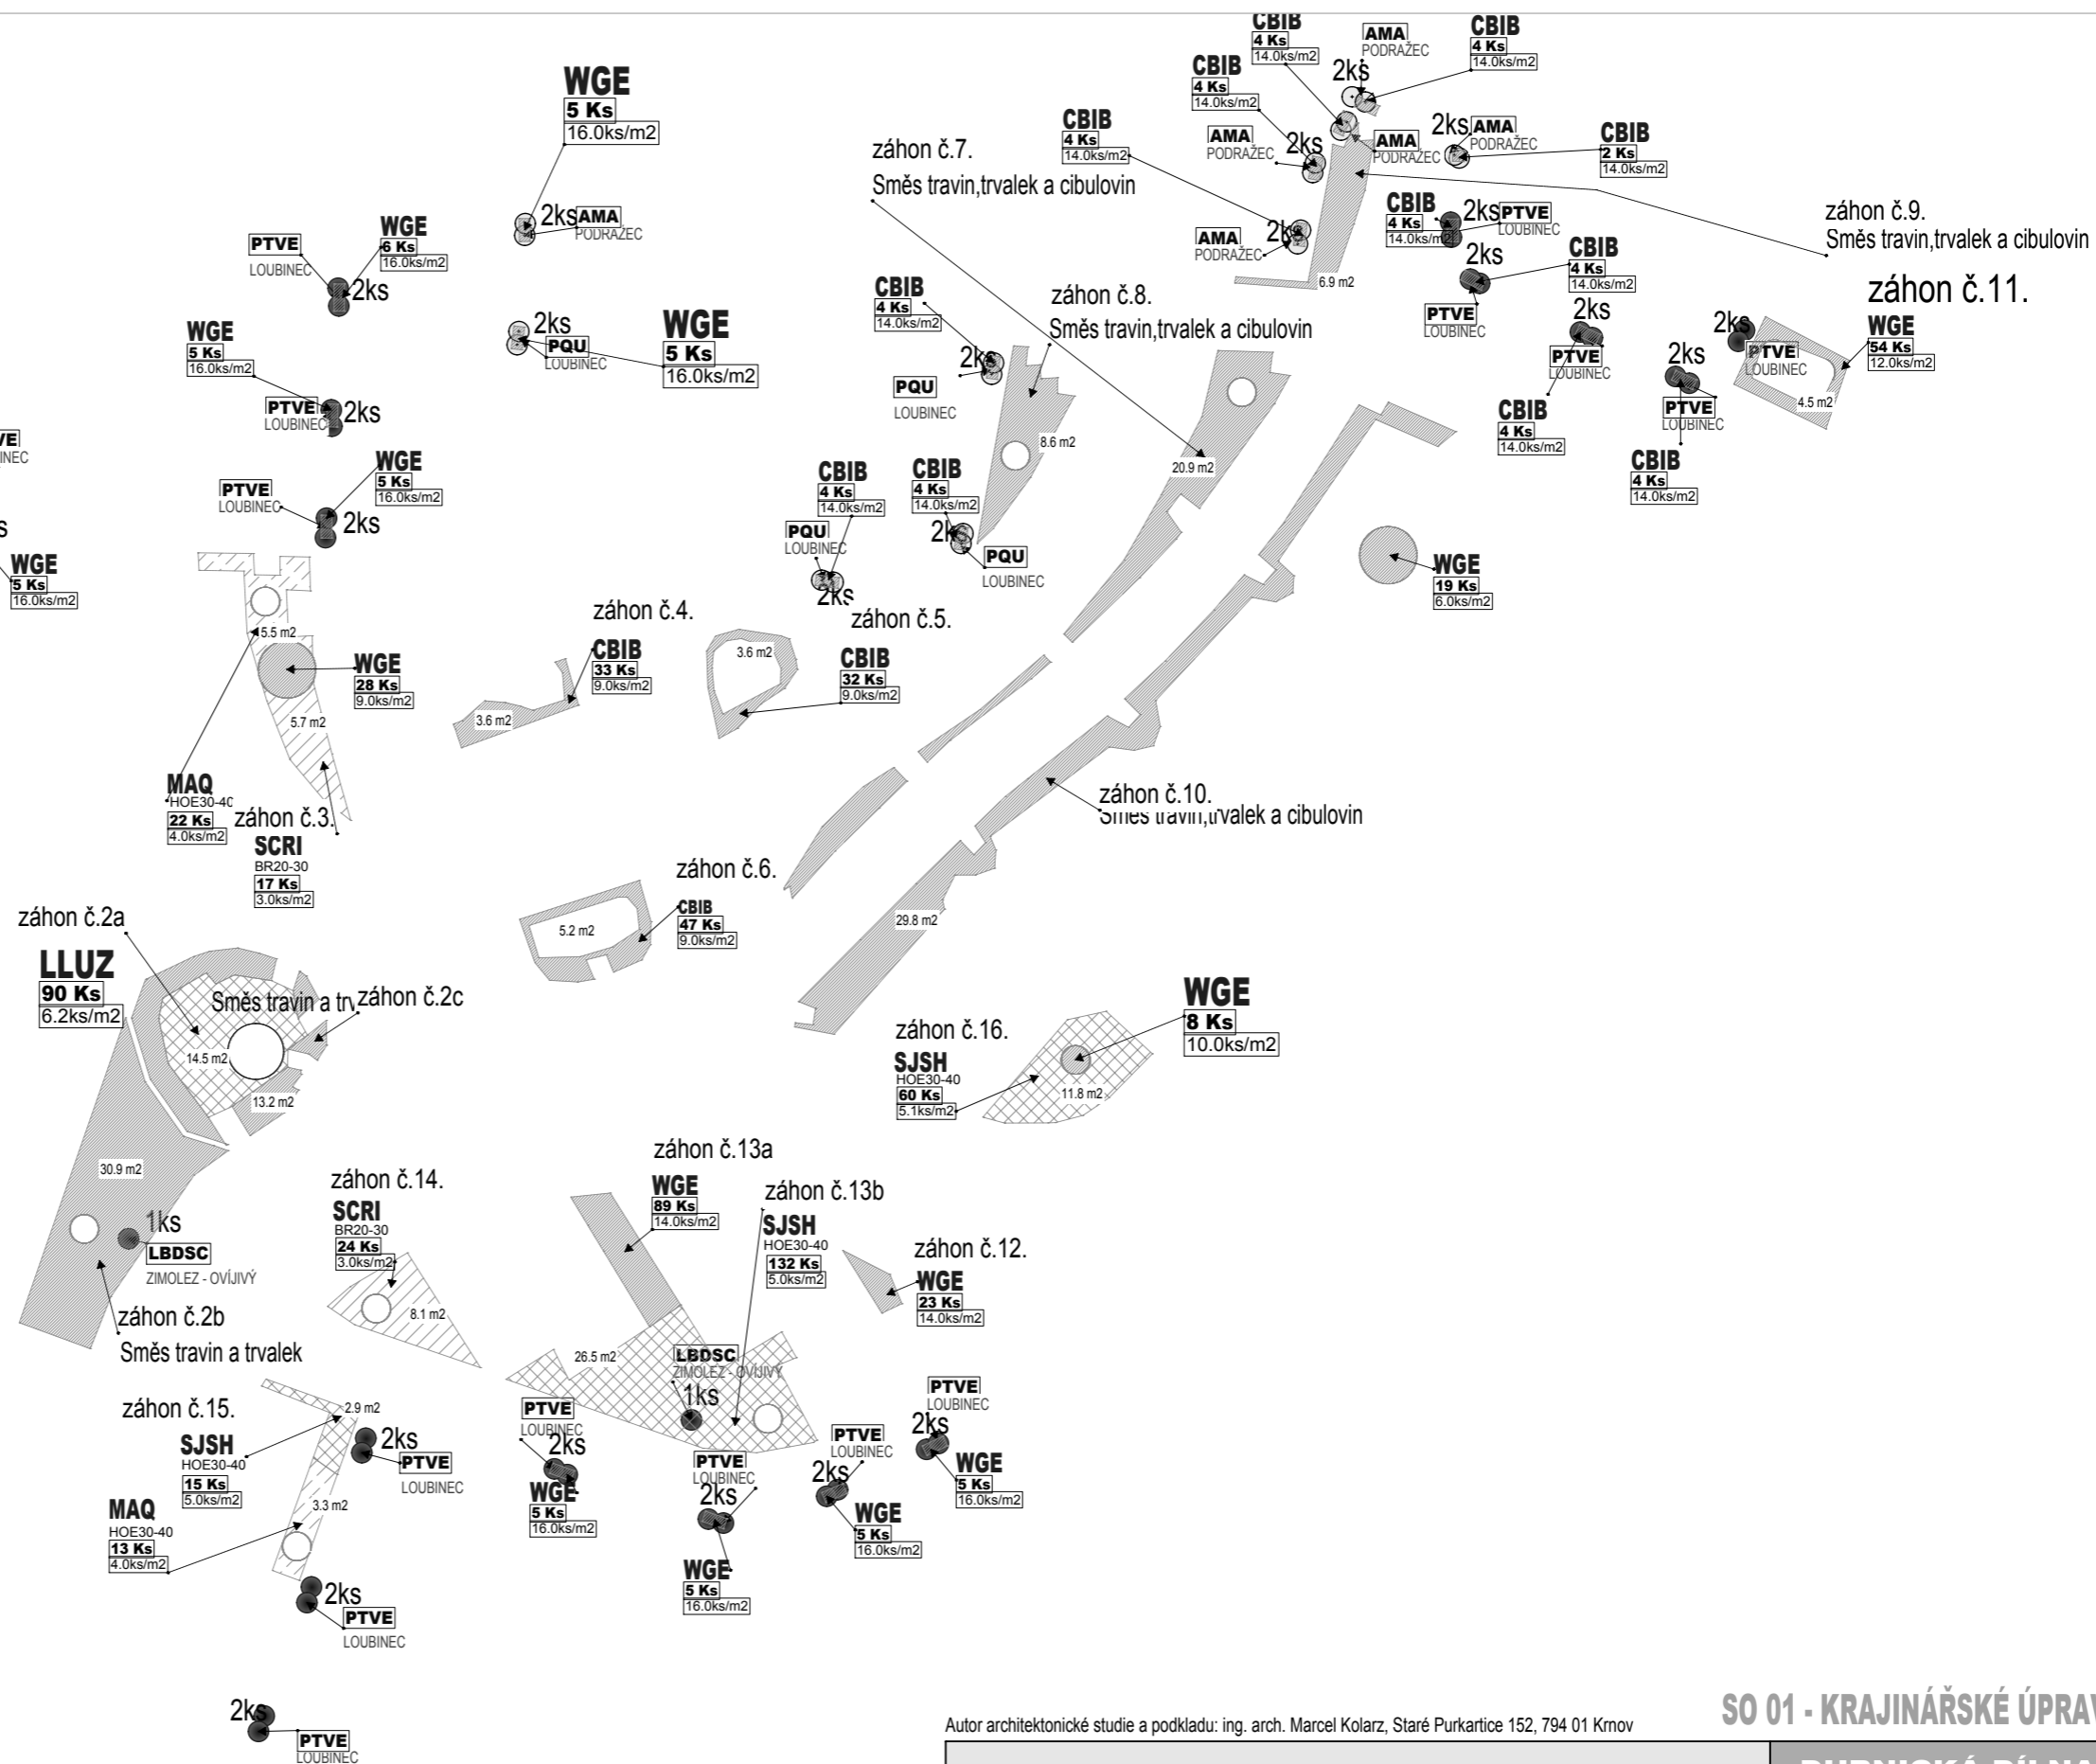 CBIB
4 Ks
14.0ks/m2
AMA
PODRAŽEC
CBIB
4 Ks
14.0ks/m2
2ks
CBIB
4 Ks
14.0ks/m2
WGE
5 Ks
16.0ks/m2
CBIB
4 Ks
14.0ks/m2
AMA
PODRAŽEC
2ks
AMA
PODRAŽEC
2ks
AMA
PODRAŽEC
CBIB
2 Ks
14.0ks/m2
záhon č.7.
Směs travin,trvalek a cibulovin
2ks
AMA
PODRAŽEC
PTVE
LOUBINEC
WGE
6 Ks
16.0ks/m2
2ks
AMA
PODRAŽEC
2ks
CBIB
4 Ks
14.0ks/m2
2ks
PTVE
LOUBINEC
záhon č.9.
Směs travin,trvalek a cibulovin
6.9 m2
2ks
CBIB
4 Ks
14.0ks/m2
PTVE
LOUBINEC
záhon č.11.
WGE
54 Ks
12.0ks/m2
CBIB
4 Ks
14.0ks/m2
záhon č.8.
Směs travin,trvalek a cibulovin
WGE
5 Ks
16.0ks/m2
2ks
PQU
LOUBINEC
WGE
5 Ks
16.0ks/m2
2ks
PQU
LOUBINEC
2ks
PTVE
LOUBINEC
2ks
PTVE
LOUBINEC
2ks
PTVE
LOUBINEC
4.5 m2
PTVE
LOUBINEC
2ks
CBIB
4 Ks
14.0ks/m2
8.6 m2
20.9 m2
CBIB
4 Ks
14.0ks/m2
WGE
5 Ks
16.0ks/m2
PTVE
LOUBINEC
2ks
CBIB
4 Ks
14.0ks/m2
CBIB
4 Ks
14.0ks/m2
PQU
LOUBINEC
2ks
PQU
LOUBINEC
2ks
WGE
5 Ks
16.0ks/m2
WGE
19 Ks
6.0ks/m2
záhon č.4.
záhon č.5.
5.5 m2
CBIB
33 Ks
9.0ks/m2
3.6 m2
CBIB
32 Ks
9.0ks/m2
WGE
28 Ks
9.0ks/m2
5.7 m2
3.6 m2
MAQ
HOE30-40
22 Ks
4.0ks/m2
záhon č.3.
SCRI
BR20-30
17 Ks
3.0ks/m2
záhon č.10.
Směs travin,trvalek a cibulovin
záhon č.6.
CBIB
47 Ks
9.0ks/m2
5.2 m2
29.8 m2
záhon č.2a
LLUZ
90 Ks
6.2ks/m2
Směs travin a trv
záhon č.2c
14.5 m2
13.2 m2
WGE
8 Ks
10.0ks/m2
záhon č.16.
SJSH
HOE30-40
60 Ks
5.1ks/m2
11.8 m2
30.9 m2
záhon č.13a
WGE
89 Ks
14.0ks/m2
záhon č.13b
SJSH
HOE30-40
132 Ks
5.0ks/m2
záhon č.14.
SCRI
BR20-30
24 Ks
3.0ks/m2
8.1 m2
1ks
LBDSC
ZIMOLEZ - OVÍJIVÝ
záhon č.12.
WGE
23 Ks
14.0ks/m2
záhon č.2b
Směs travin a trvalek
26.5 m2
LBDSC
ZIMOLEZ - OVÍJIVÝ
1ks
záhon č.15.
2.9 m2
SJSH
HOE30-40
15 Ks
5.0ks/m2
2ks
PTVE
LOUBINEC
PTVE
LOUBINEC
2ks
WGE
5 Ks
16.0ks/m2
PTVE
LOUBINEC
2ks
WGE
5 Ks
16.0ks/m2
PTVE
LOUBINEC
2ks
WGE
5 Ks
16.0ks/m2
PTVE
LOUBINEC
2ks
WGE
5 Ks
16.0ks/m2
MAQ
HOE30-40
13 Ks
4.0ks/m2
3.3 m2
2ks
PTVE
LOUBINEC
2ks
PTVE
LOUBINEC
Autor architektonické studie a podkladu: ing. arch. Marcel Kolarz, Staré Purkartice 152, 794 01 Krnov
SO 01 - KRAJINÁŘSKÉ ÚPRAV